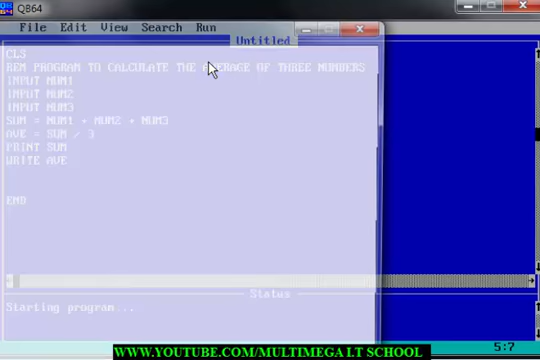 QB64
File Edit View Search Run
Untitled
CLS
REM PROGRAM TO CALCULATE THE AVERAGE OF THREE NUMBERS
INPUT NUM1
INPUT NUM2
INPUT NUM3
SUM = NUM1 + NUM2 + NUM3
AVE = SUM / 3
PRINT SUM
WRITE AVE
END
Status
Starting program...
5:7
WWW.YOUTUBE.COM/MULTIMEGA I.T SCHOOL